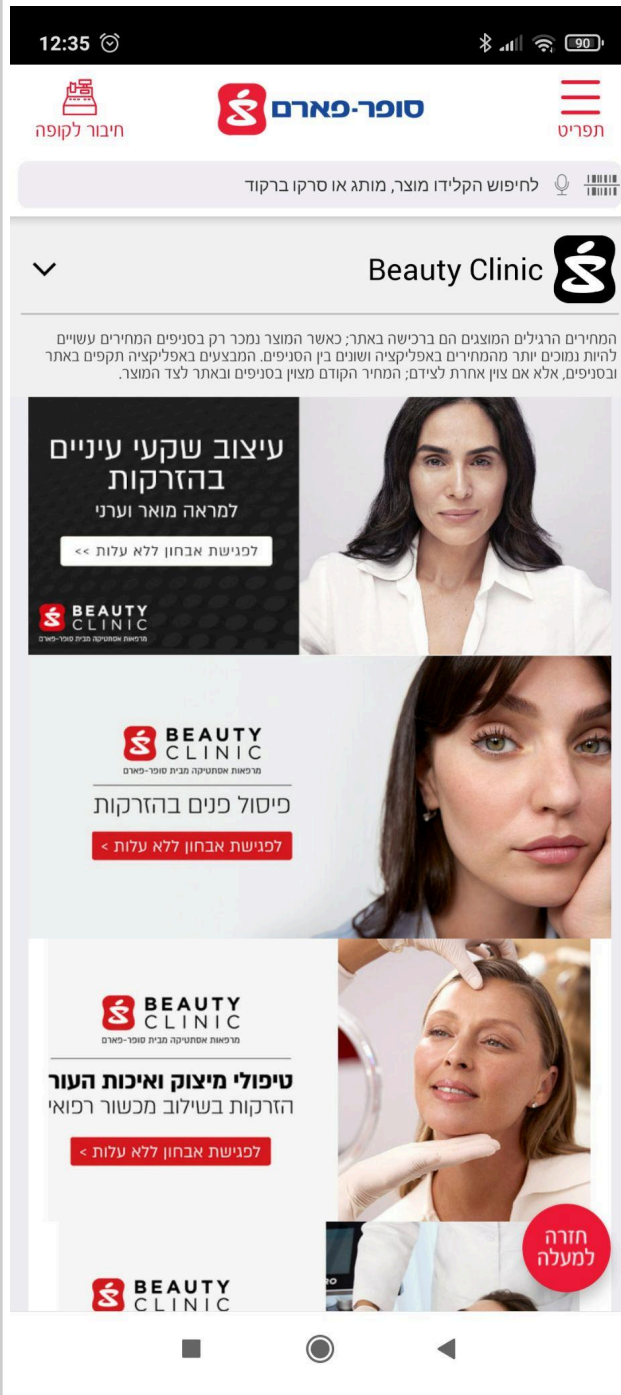 12:35
90
תפריט
סופר-פארם
חיבור לקופה
לחיפוש הקלידו מוצר, מותג או סרקו ברקוד
Beauty Clinic
המחירים הרגילים המוצגים הם ברכישה באתר; כאשר המוצר נמכר רק בסניפים המחירים עשויים
להיות נמוכים יותר מהמחירים באפליקציה ושונים בין הסניפים. המבצעים באפליקציה תקפים באתר
ובסניפים, אלא אם צוין אחרת לצידם; המחיר הקודם מצוין בסניפים ובאתר לצד המוצר.
עיצוב שקעי עיניים
בהזרקות
למראה מואר וערני
לפגישת אבחון ללא עלות >>
BEAUTY
CLINIC
מרפאות אסתטיקה מבית סופר-פארם
BEAUTY
CLINIC
מרפאות אסתטיקה מבית סופר-פארם
פיסול פנים בהזרקות
לפגישת אבחון ללא עלות >
BEAUTY
CLINIC
מרפאות אסתטיקה מבית סופר-פארם
טיפולי מיצוק ואיכות העור
הזרקות בשילוב מכשור רפואי
לפגישת אבחון ללא עלות >
חזרה
למעלה
BEAUTY
CLINIC